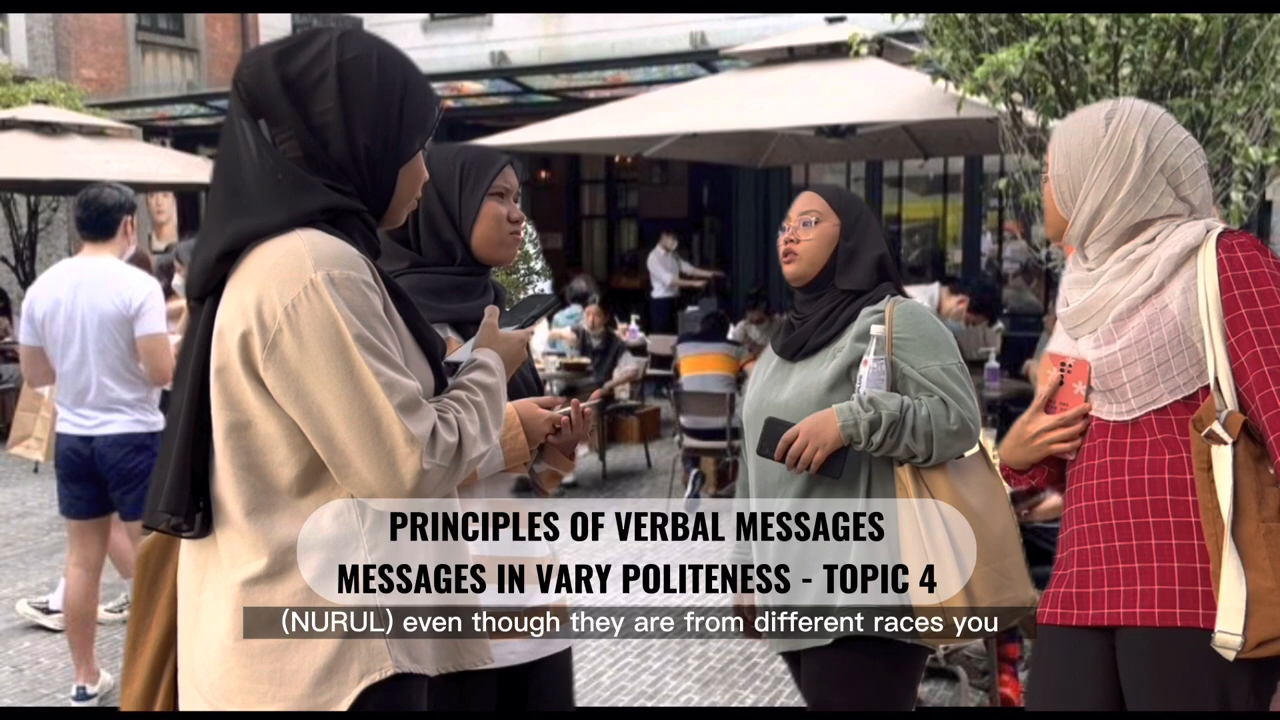 PRINCIPLES OF VERBAL MESSAGES
MESSAGES IN VARY POLITENESS - TOPIC 4
(NURUL) even though they are from different races you